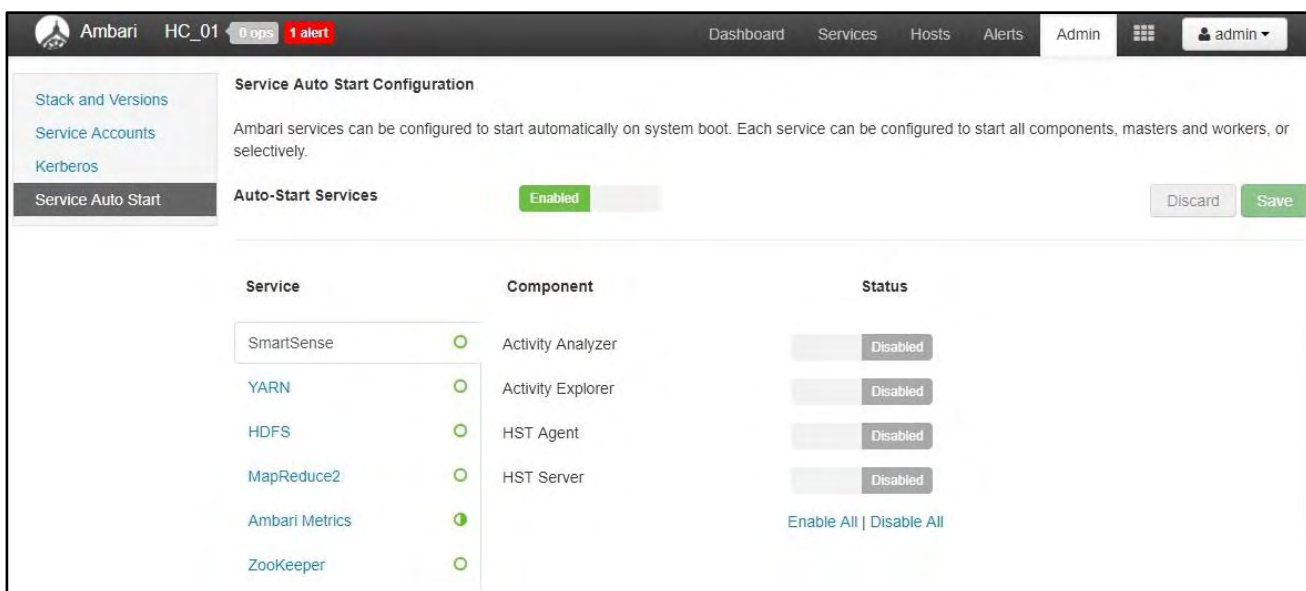 Ambari HC_01 0 ops 1 alert Dashboard Services Hosts Alerts Admin admin
Stack and Versions
Service Accounts
Kerberos
Service Auto Start
Service Auto Start Configuration
Ambari services can be configured to start automatically on system boot. Each service can be configured to start all components, masters and workers, or
selectively.
Auto-Start Services Enabled Discard Save
Service Component Status
SmartSense Activity Analyzer Disabled
YARN Activity Explorer Disabled
HDFS HST Agent Disabled
MapReduce2 HST Server Disabled
Ambari Metrics Enable All | Disable All
ZooKeeper